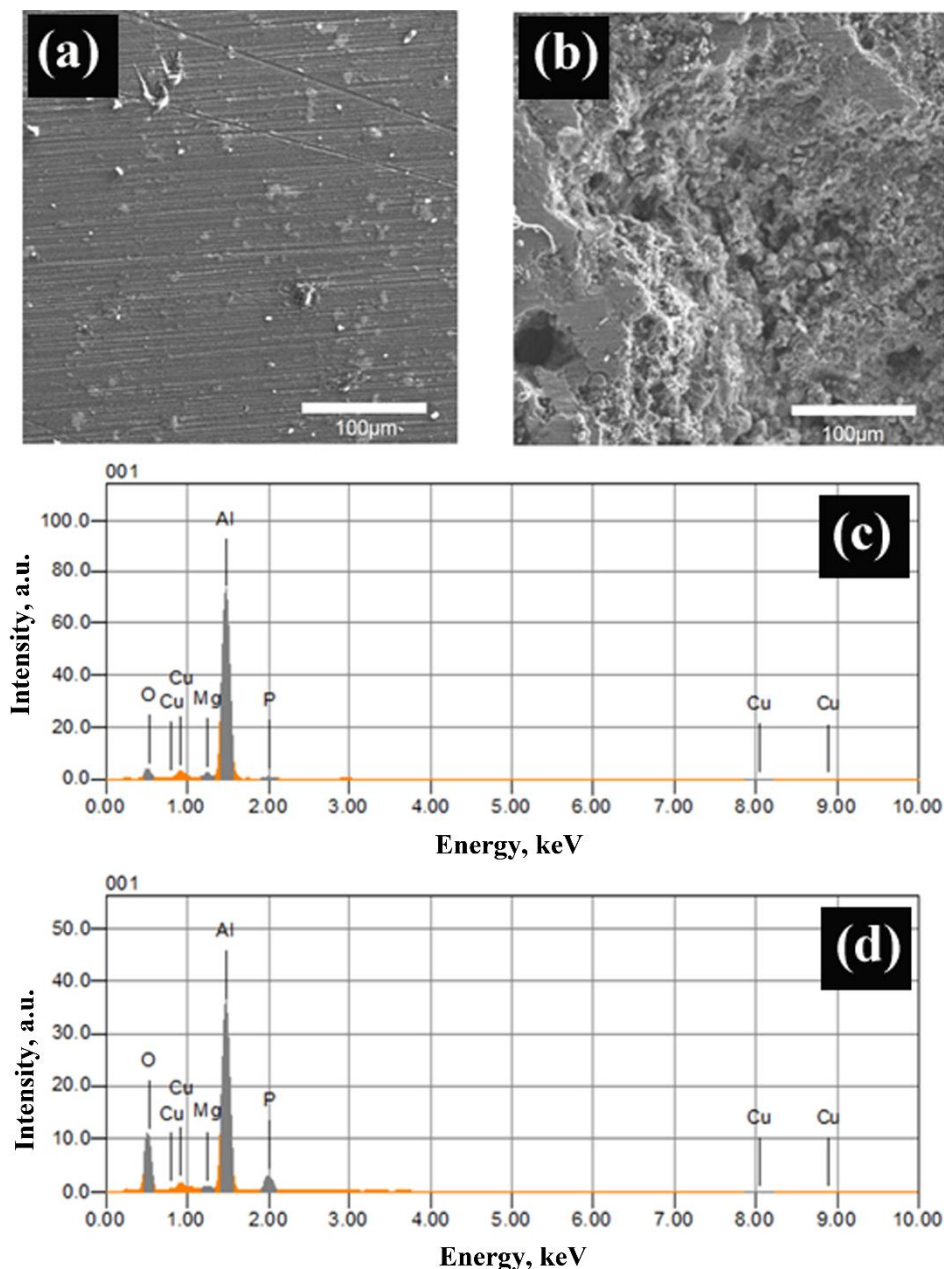 (a)
100μm
(b)
100μm
001
(c)
Intensity, a.u.
100.0
80.0
60.0
40.0
20.0
0.0
Al
O
Cu
Cu
Mg
P
Cu
Cu
0.00 1.00 2.00 3.00 4.00 5.00 6.00 7.00 8.00 9.00 10.00
Energy, keV
001
(d)
Intensity, a.u.
50.0
40.0
30.0
20.0
10.0
0.0
Al
O
Cu
Cu
Mg
P
Cu
Cu
0.00 1.00 2.00 3.00 4.00 5.00 6.00 7.00 8.00 9.00 10.00
Energy, keV